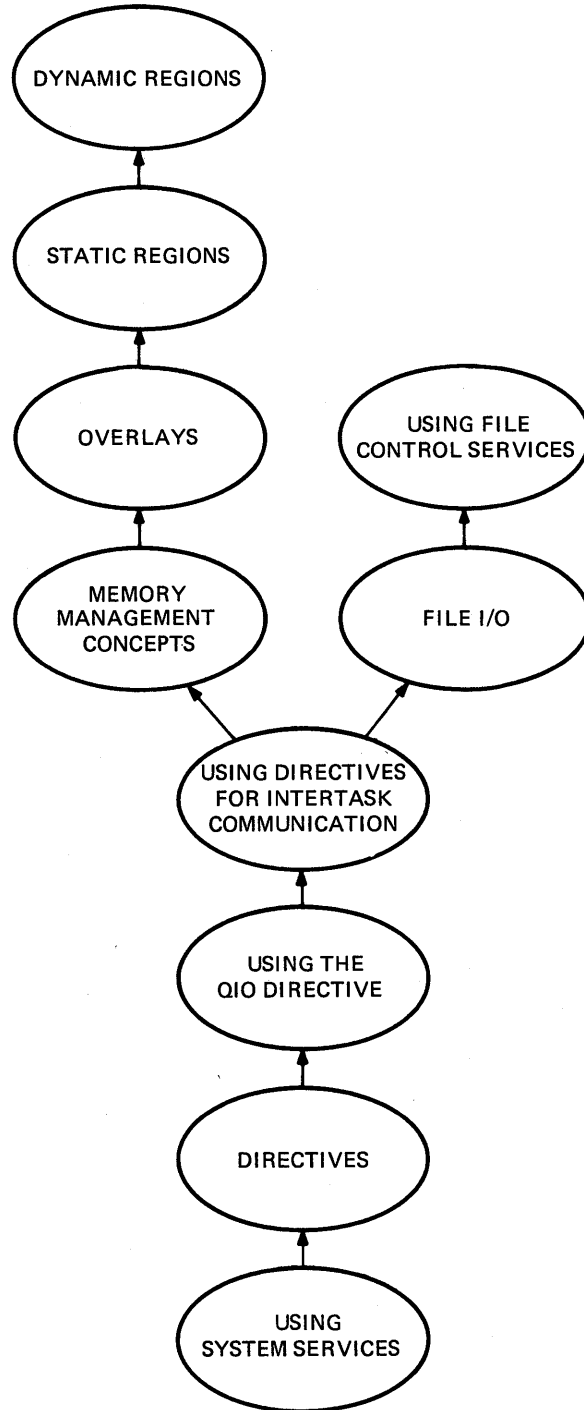 DYNAMIC REGIONS
STATIC REGIONS
OVERLAYS
USING FILE
CONTROL SERVICES
MEMORY
MANAGEMENT
CONCEPTS
FILE I/O
USING DIRECTIVES
FOR INTERTASK
COMMUNICATION
USING THE
QIO DIRECTIVE
DIRECTIVES
USING
SYSTEM SERVICES